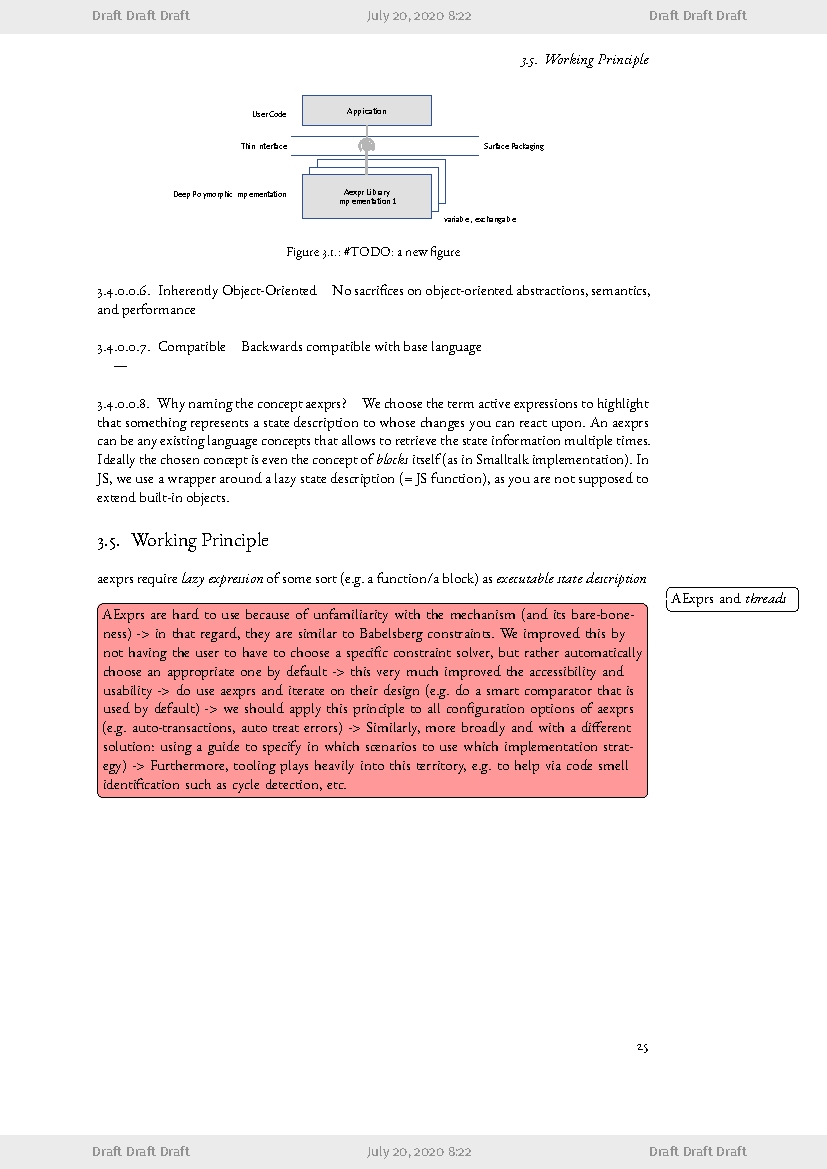 Draft Draft Draft July 20, 2020 8:22 Draft Draft Draft
3.5. Working Principle
User Code
Application
Thin Interface
Surface Packaging
Deep Polymorphic Implementation
Aexpr Library
Implementation 1
variable, exchangable
Figure 3.1.: #TODO: a new figure
3.4.0.0.6. Inherently Object-Oriented No sacrifices on object-oriented abstractions, semantics,
and performance
3.4.0.0.7. Compatible Backwards compatible with base language
—
3.4.0.0.8. Why naming the concept aexprs? We choose the term active expressions to highlight
that something represents a state description to whose changes you can react upon. An aexprs
can be any existing language concepts that allows to retrieve the state information multiple times.
Ideally the chosen concept is even the concept of blocks itself (as in Smalltalk implementation). In
JS, we use a wrapper around a lazy state description (= JS function), as you are not supposed to
extend built-in objects.
3.5. Working Principle
aexprs require lazy expression of some sort (e.g. a function/a block) as executable state description
AExprs and threads
AExprs are hard to use because of unfamiliarity with the mechanism (and its bare-bone-
ness) -> in that regard, they are similar to Babelsberg constraints. We improved this by
not having the user to have to choose a specific constraint solver, but rather automatically
choose an appropriate one by default -> this very much improved the accessibility and
usability -> do use aexprs and iterate on their design (e.g. do a smart comparator that is
used by default) -> we should apply this principle to all configuration options of aexprs
(e.g. auto-transactions, auto treat errors) -> Similarly, more broadly and with a different
solution: using a guide to specify in which scenarios to use which implementation strat-
egy) -> Furthermore, tooling plays heavily into this territory, e.g. to help via code smell
identification such as cycle detection, etc.
25
Draft Draft Draft July 20, 2020 8:22 Draft Draft Draft